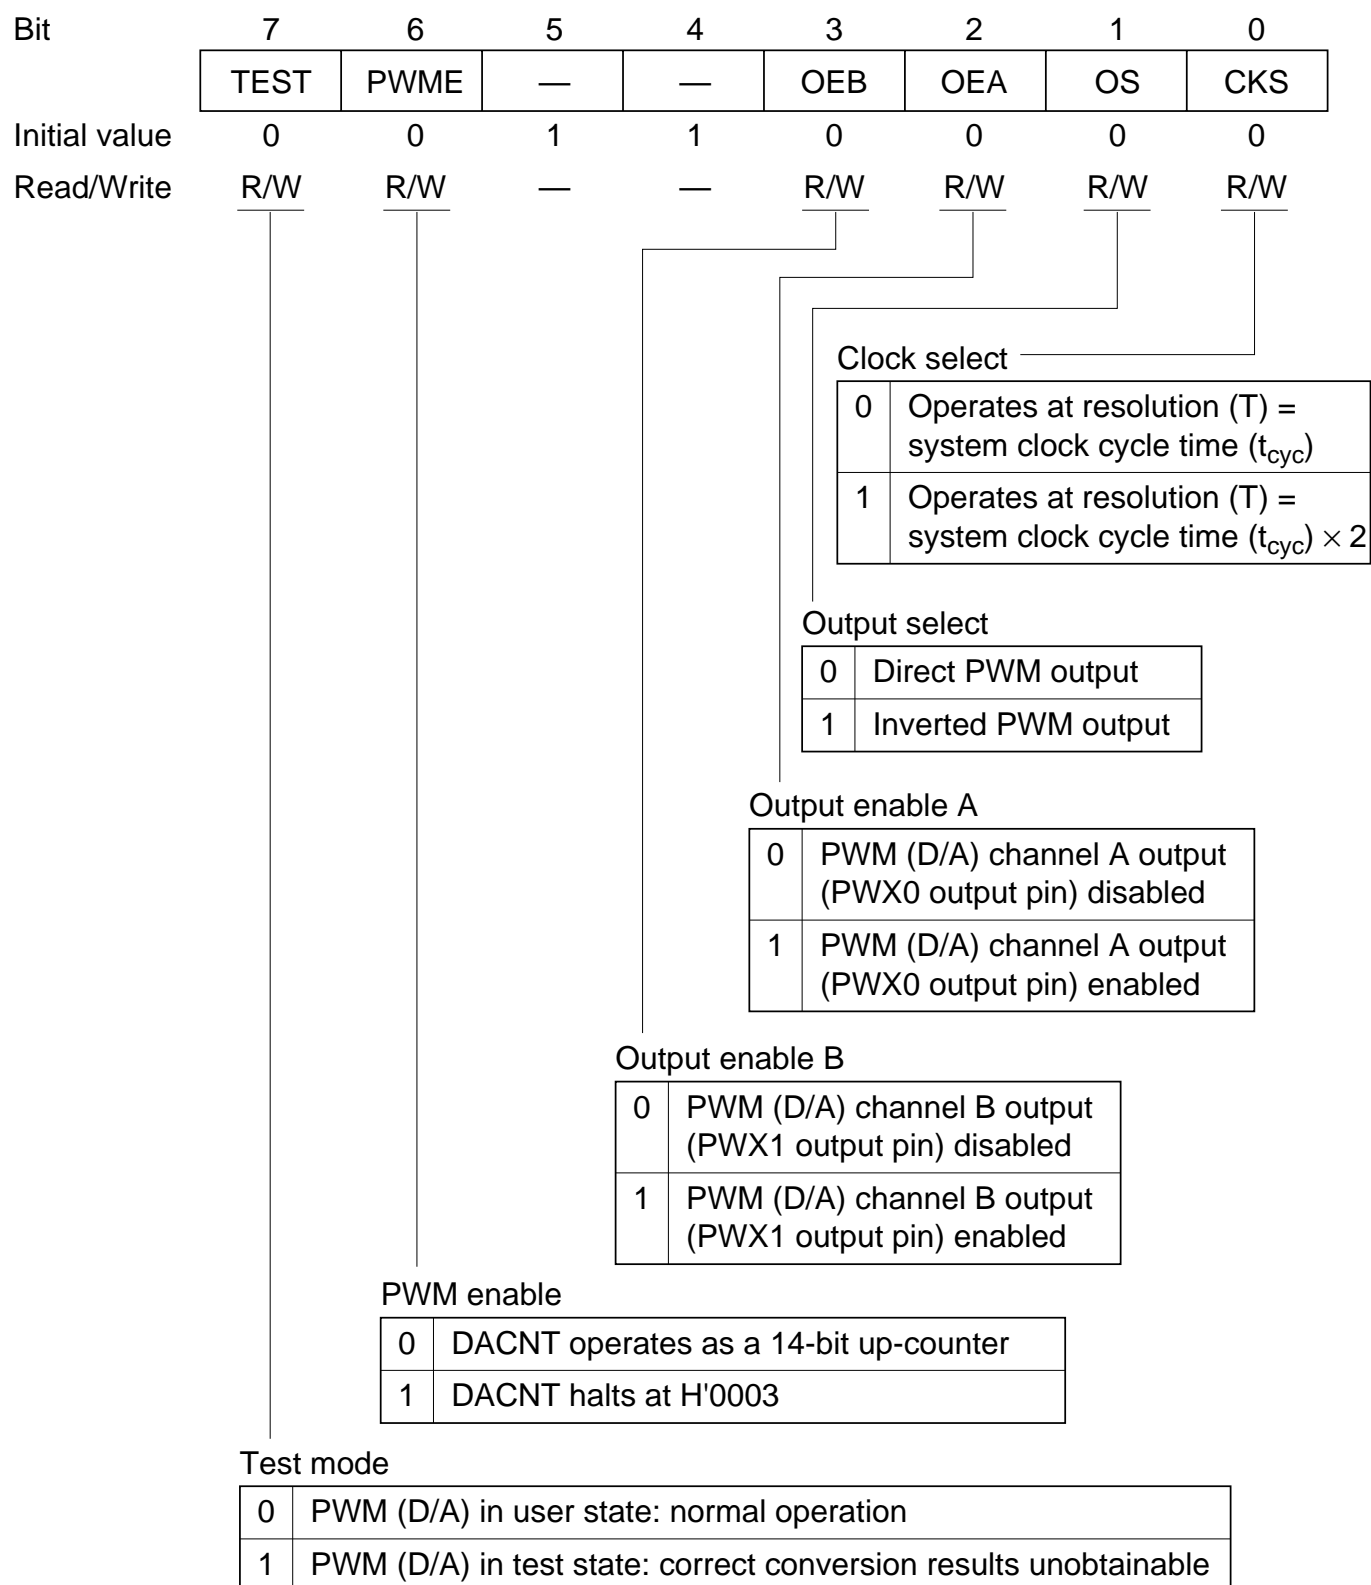 Bit 7 6 5 4 3 2 1 0
TEST PWME — — OEB OEA OS CKS
Initial value 0 0 1 1 0 0 0 0
Read/Write R/W R/W — — R/W R/W R/W R/W
Clock select
0 Operates at resolution (T) =
system clock cycle time (tcyc)
1 Operates at resolution (T) =
system clock cycle time (tcyc) × 2
Output select
0 Direct PWM output
1 Inverted PWM output
Output enable A
0 PWM (D/A) channel A output
(PWX0 output pin) disabled
1 PWM (D/A) channel A output
(PWX0 output pin) enabled
Output enable B
0 PWM (D/A) channel B output
(PWX1 output pin) disabled
1 PWM (D/A) channel B output
(PWX1 output pin) enabled
PWM enable
0 DACNT operates as a 14-bit up-counter
1 DACNT halts at H'0003
Test mode
0 PWM (D/A) in user state: normal operation
1 PWM (D/A) in test state: correct conversion results unobtainable